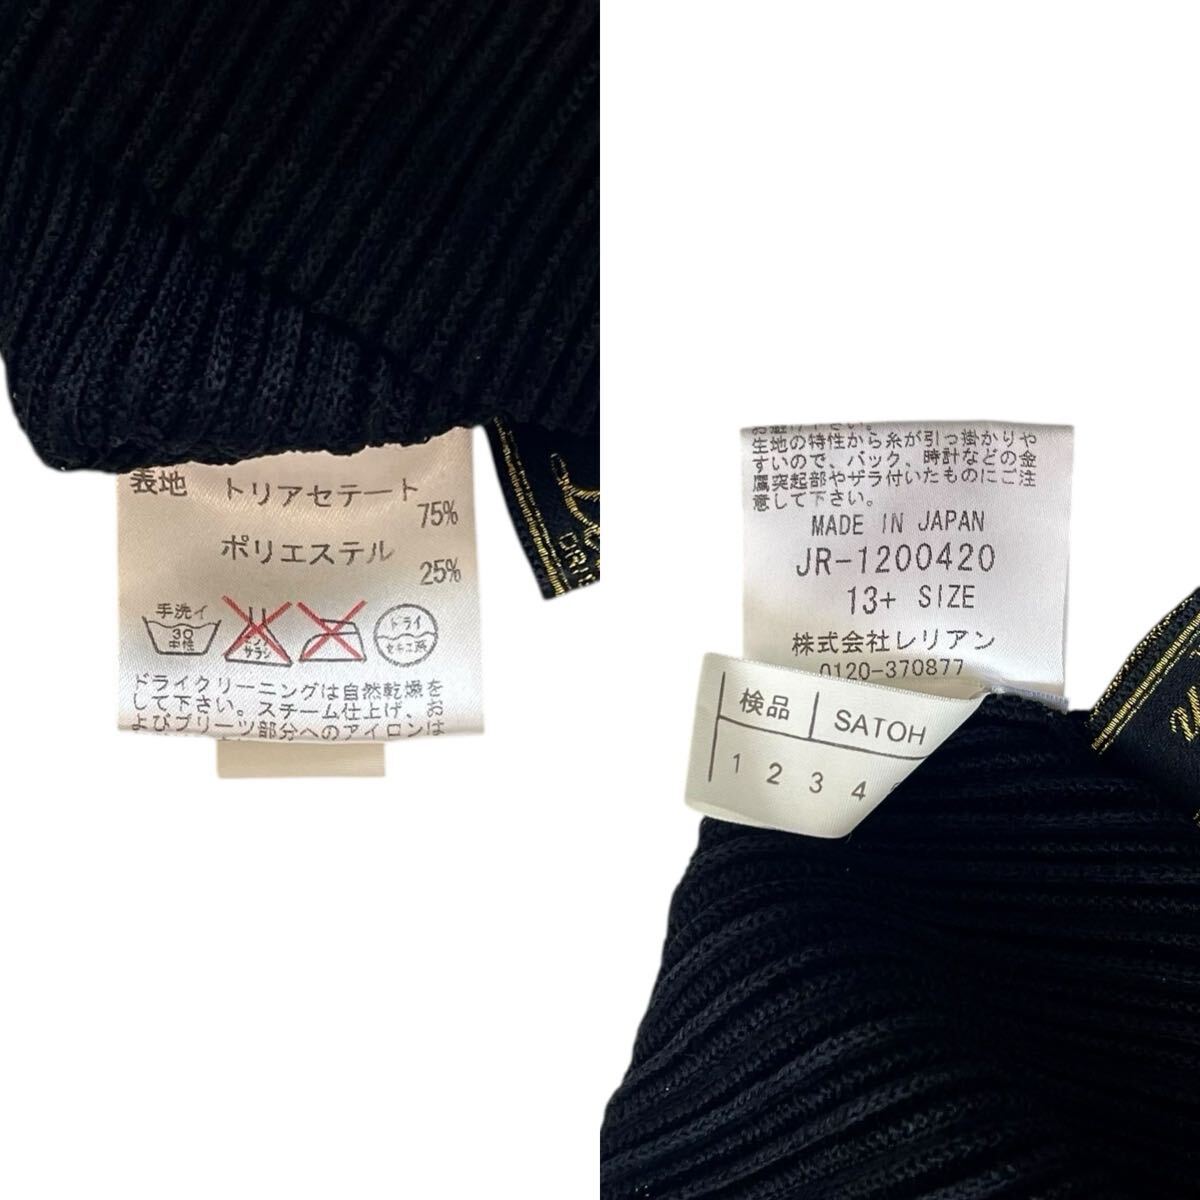 表地 トリアセテート
75%
ポリエステル
25%
手洗イ
30
中性
エンソ
サラシ
ドライ
セキユ系
ドライクリーニングは自然乾燥を
して下さい。スチーム仕上げ、お
よびプリーツ部分へのアイロンは
生地の特性から糸が引っ掛かりや
すいので、バック、時計などの金
属突起部やザラ付いたものにご注
意して下さい。
MADE IN JAPAN
JR-1200420
13+ SIZE
株式会社レリアン
0120-370877
検品 SATOH
1 2 3 4